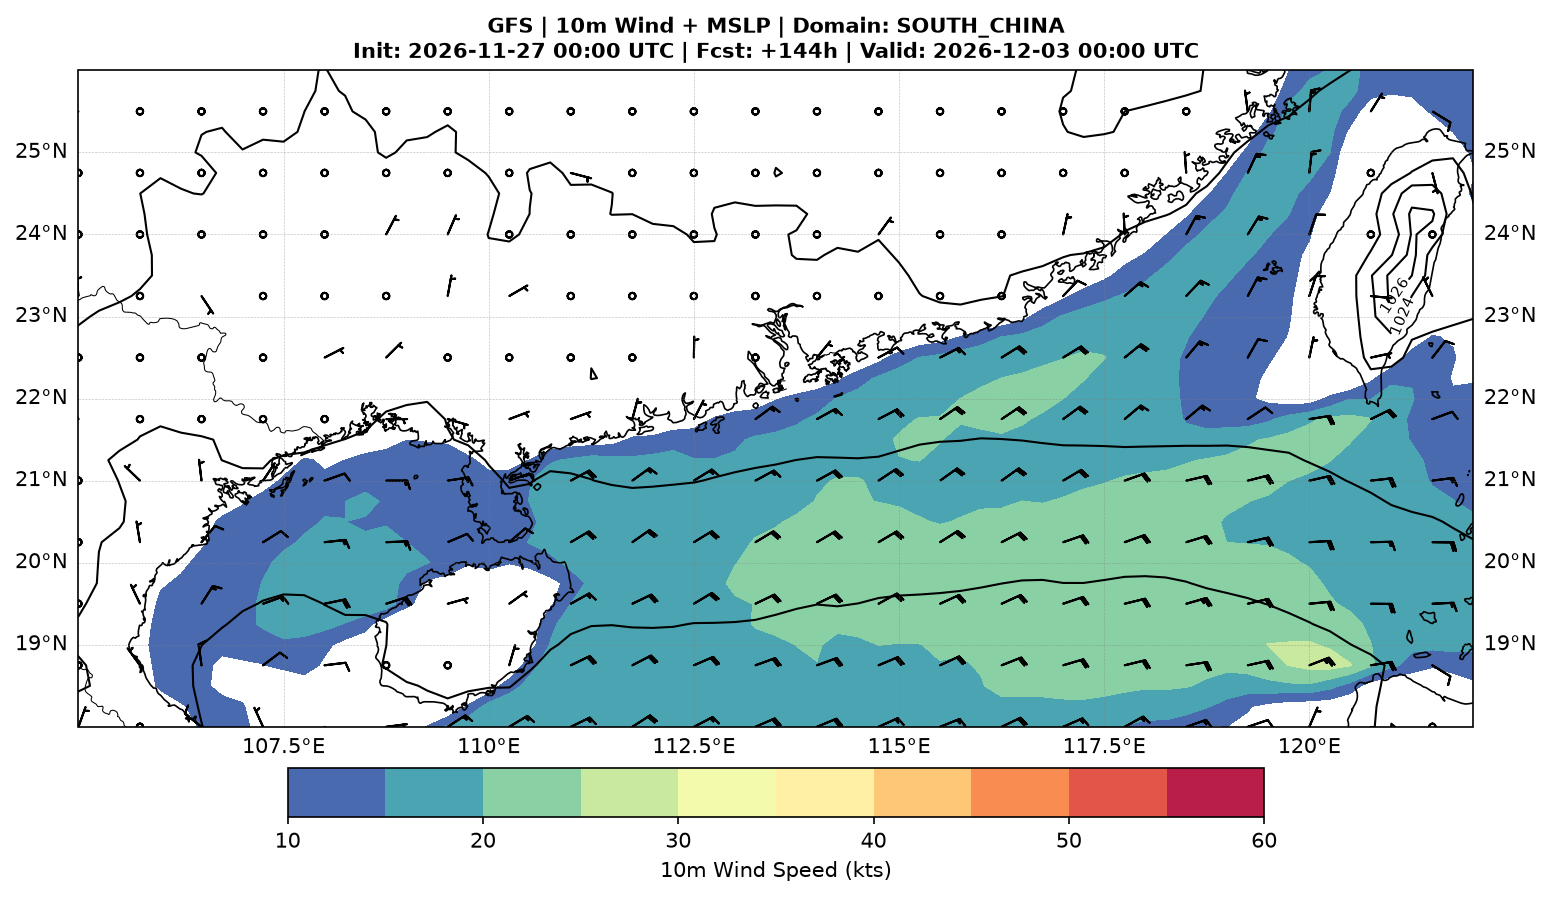 GFS | 10m Wind + MSLP | Domain: SOUTH_CHINA
Init: 2026-11-27 00:00 UTC | Fcst: +144h | Valid: 2026-12-03 00:00 UTC
25°N 25°N
24°N 24°N
23°N 23°N
22°N 22°N
21°N 21°N
20°N 20°N
19°N 19°N
1026
1024
107.5°E 110°E 112.5°E 115°E 117.5°E 120°E
10 20 30 40 50 60
10m Wind Speed (kts)